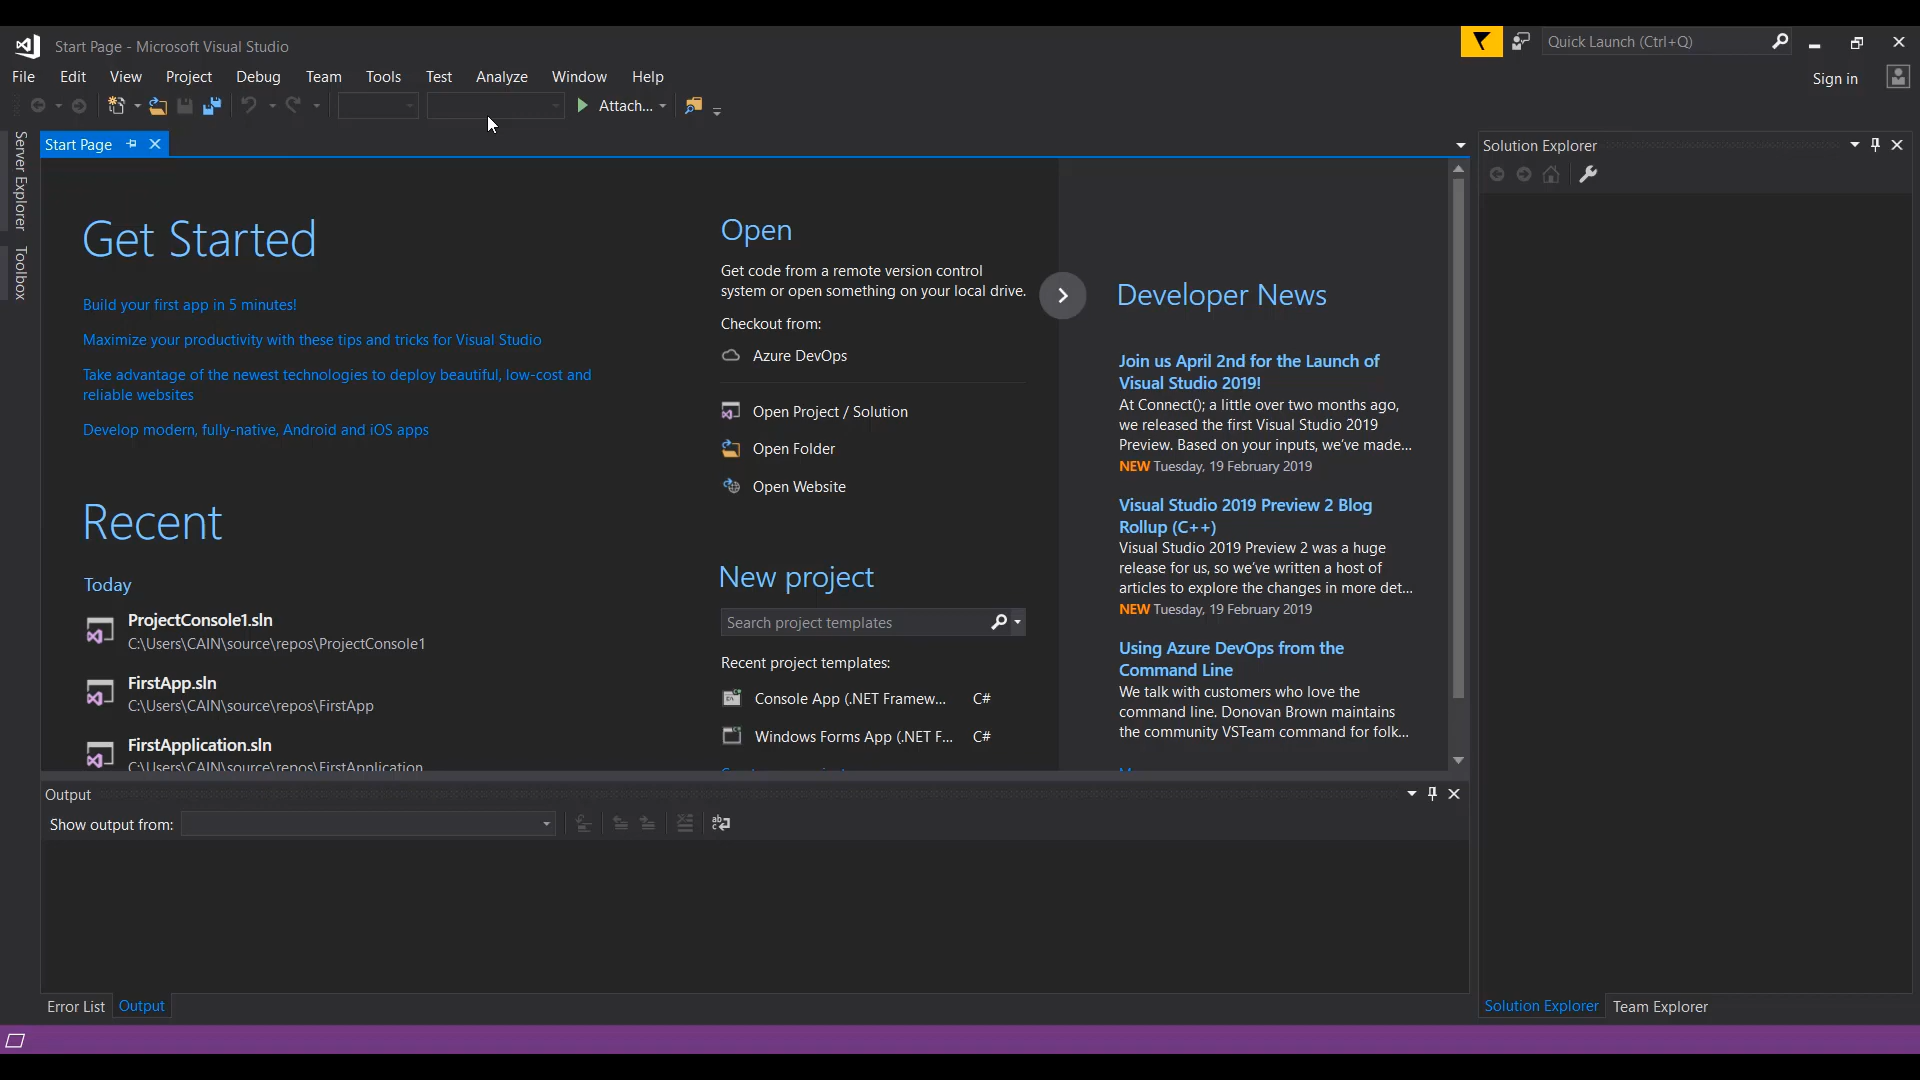 Start Page - Microsoft Visual Studio
Quick Launch (Ctrl+Q)
File Edit View Project Debug Team Tools Test Analyze Window Help
Sign in
Attach...
Server Explorer
Toolbox
Start Page
Get Started
Build your first app in 5 minutes!
Maximize your productivity with these tips and tricks for Visual Studio
Take advantage of the newest technologies to deploy beautiful, low-cost and
reliable websites
Develop modern, fully-native, Android and iOS apps
Recent
Today
ProjectConsole1.sln
C:\Users\CAIN\source\repos\ProjectConsole1
FirstApp.sln
C:\Users\CAIN\source\repos\FirstApp
FirstApplication.sln
C:\Users\CAIN\source\repos\FirstApplication
Open
Get code from a remote version control
system or open something on your local drive.
Checkout from:
Azure DevOps
Open Project / Solution
Open Folder
Open Website
New project
Search project templates
Recent project templates:
Console App (.NET Framew... C#
Windows Forms App (.NET F... C#
Developer News
Join us April 2nd for the Launch of
Visual Studio 2019!
At Connect(); a little over two months ago,
we released the first Visual Studio 2019
Preview. Based on your inputs, we've made...
NEW Tuesday, 19 February 2019
Visual Studio 2019 Preview 2 Blog
Rollup (C++)
Visual Studio 2019 Preview 2 was a huge
release for us, so we've written a host of
articles to explore the changes in more det...
NEW Tuesday, 19 February 2019
Using Azure DevOps from the
Command Line
We talk with customers who love the
command line. Donovan Brown maintains
the community VSTeam command for folk...
Solution Explorer
Output
Show output from:
Error List Output
Solution Explorer Team Explorer